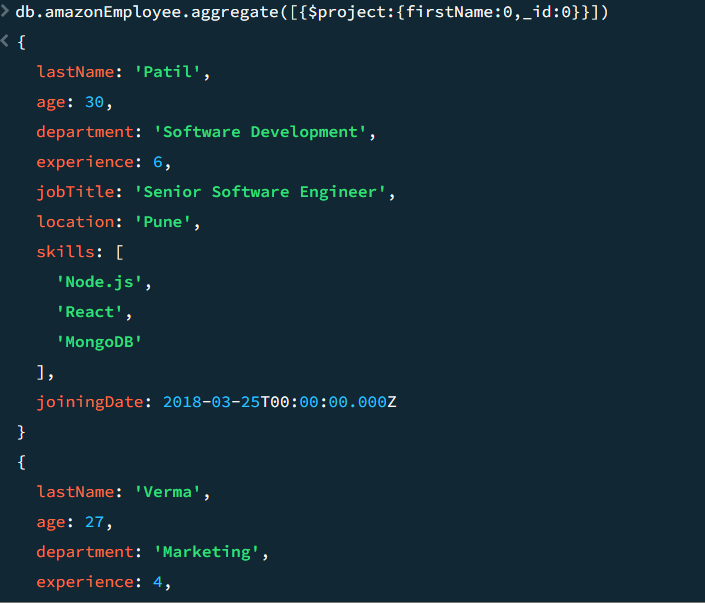 > db.amazonEmployee.aggregate([{$project:{firstName:0,_id:0}}])
< {
lastName: 'Patil',
age: 30,
department: 'Software Development',
experience: 6,
jobTitle: 'Senior Software Engineer',
location: 'Pune',
skills: [
'Node.js',
'React',
'MongoDB'
],
joiningDate: 2018-03-25T00:00:00.000Z
}
{
lastName: 'Verma',
age: 27,
department: 'Marketing',
experience: 4,